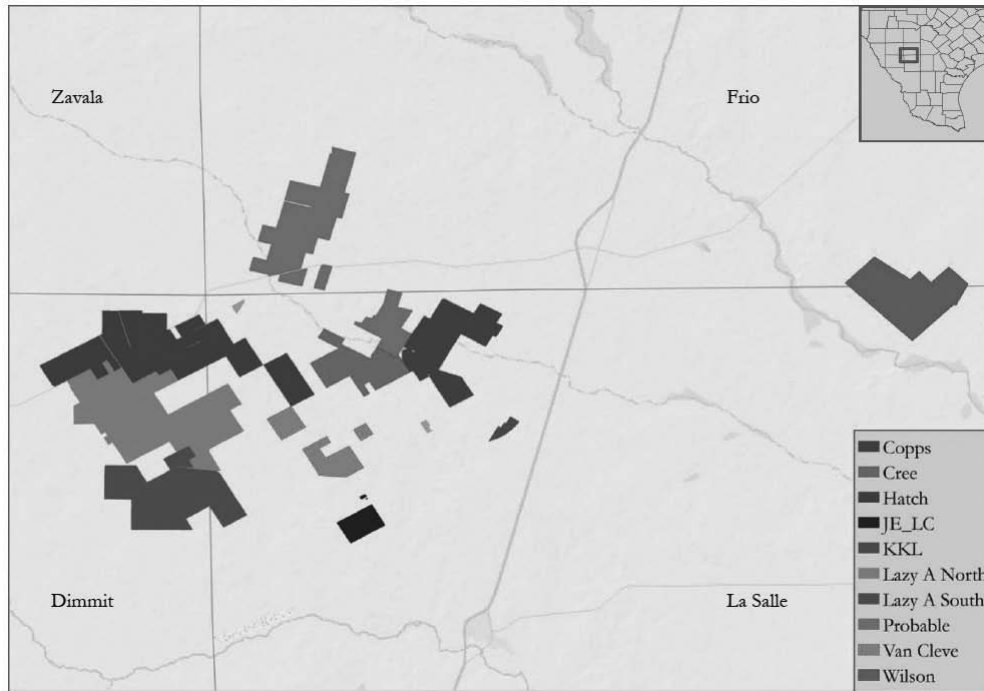 Zavala
Frio
Dimmit
La Salle
Copps
Cree
Hatch
JE_LC
KKL
Lazy A North
Lazy A South
Probable
Van Cleve
Wilson